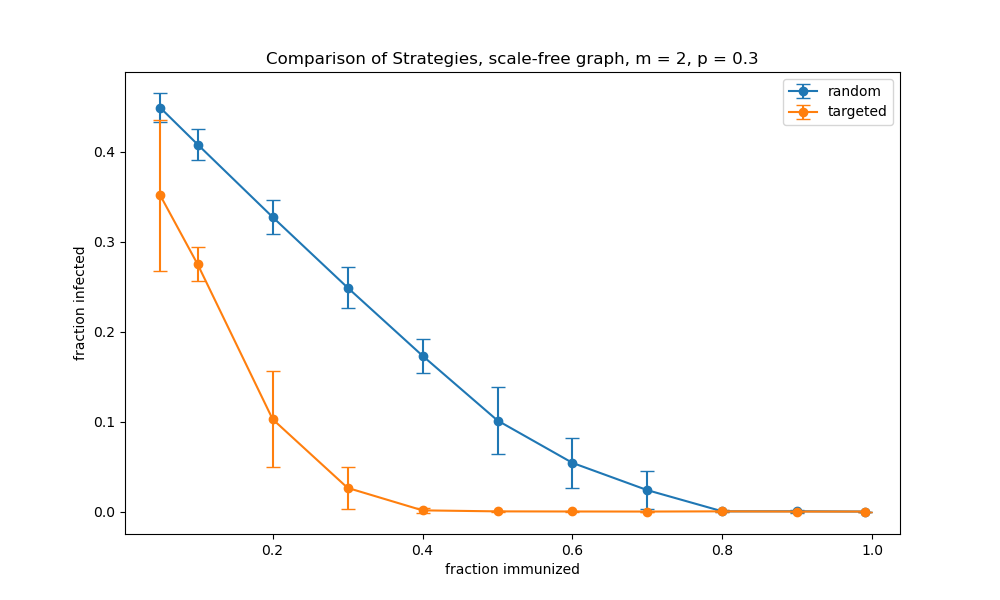 Comparison of Strategies, scale-free graph, m = 2, p = 0.3
random
targeted
fraction infected
0.4
0.3
0.2
0.1
0.0
0.2
0.4
0.6
0.8
1.0
fraction immunized